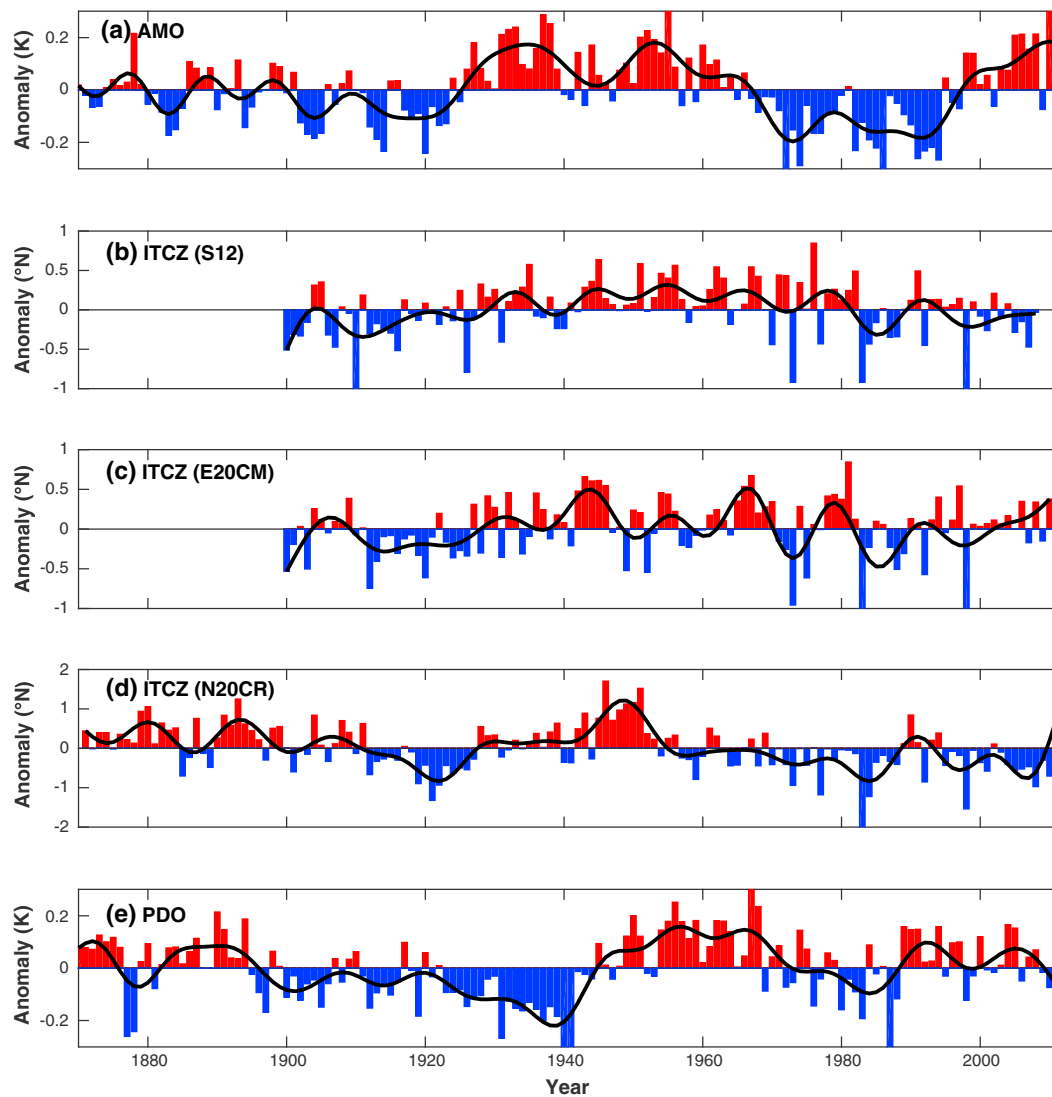 (a) AMO
Anomaly (K)
0.2
0
-0.2
(b) ITCZ (S12)
Anomaly (°N)
1
0.5
0
-0.5
-1
(c) ITCZ (E20CM)
Anomaly (°N)
1
0.5
0
-0.5
-1
(d) ITCZ (N20CR)
Anomaly (°N)
2
1
0
-1
-2
(e) PDO
Anomaly (K)
0.2
0
-0.2
1880 1900 1920 1940 1960 1980 2000
Year